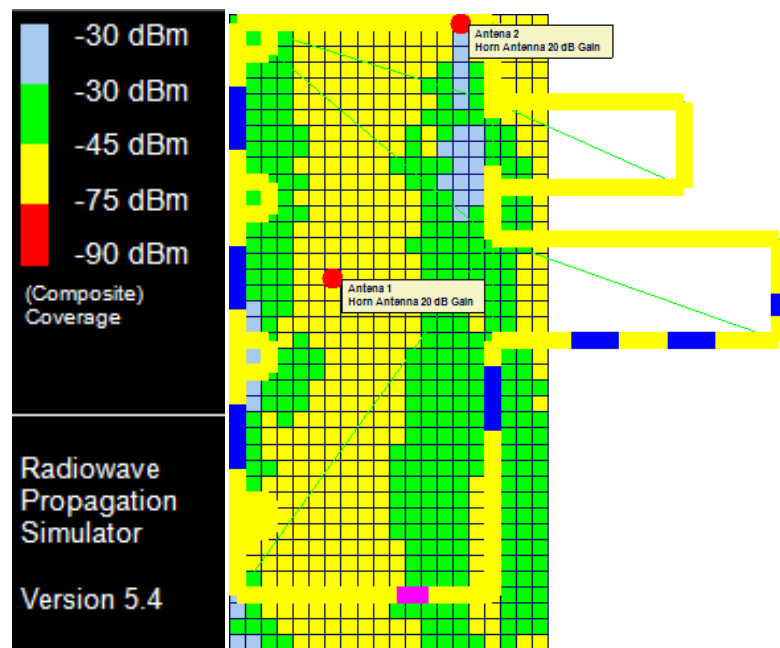 -30 dBm
-30 dBm
-45 dBm
-75 dBm
-90 dBm
(Composite)
Coverage
Radiowave
Propagation
Simulator
Version 5.4
Antena 2
Horn Antenna 20 dB Gain
Antena 1
Horn Antenna 20 dB Gain